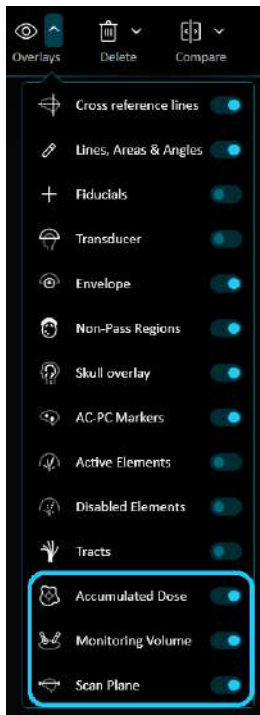 Overlays Delete Compare
Cross reference lines
Lines, Areas & Angles
Fiducials
Transducer
Envelope
Non-Pass Regions
Skull overlay
AC-PC Markers
Active Elements
Disabled Elements
Tracts
Accumulated Dose
Monitoring Volume
Scan Plane